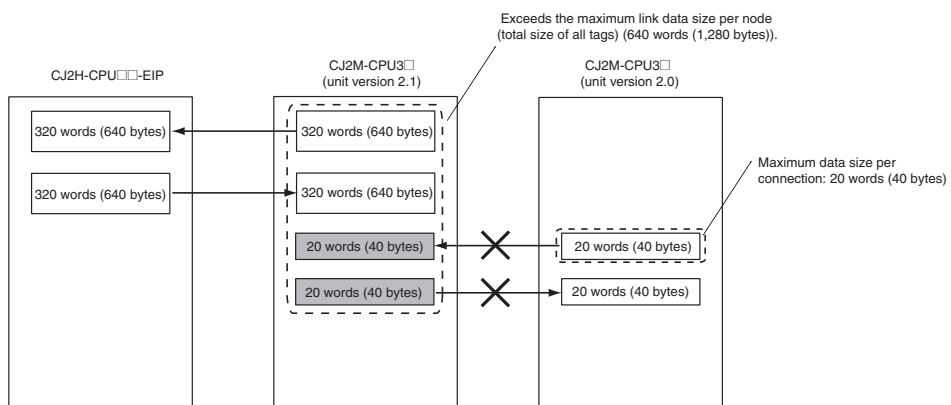 Exceeds the maximum link data size per node
(total size of all tags) (640 words (1,280 bytes)).
CJ2H-CPU□□-EIP
CJ2M-CPU3□
(unit version 2.1)
CJ2M-CPU3□
(unit version 2.0)
320 words (640 bytes)
320 words (640 bytes)
320 words (640 bytes)
320 words (640 bytes)
Maximum data size per
connection: 20 words (40 bytes)
20 words (40 bytes)
20 words (40 bytes)
20 words (40 bytes)
20 words (40 bytes)